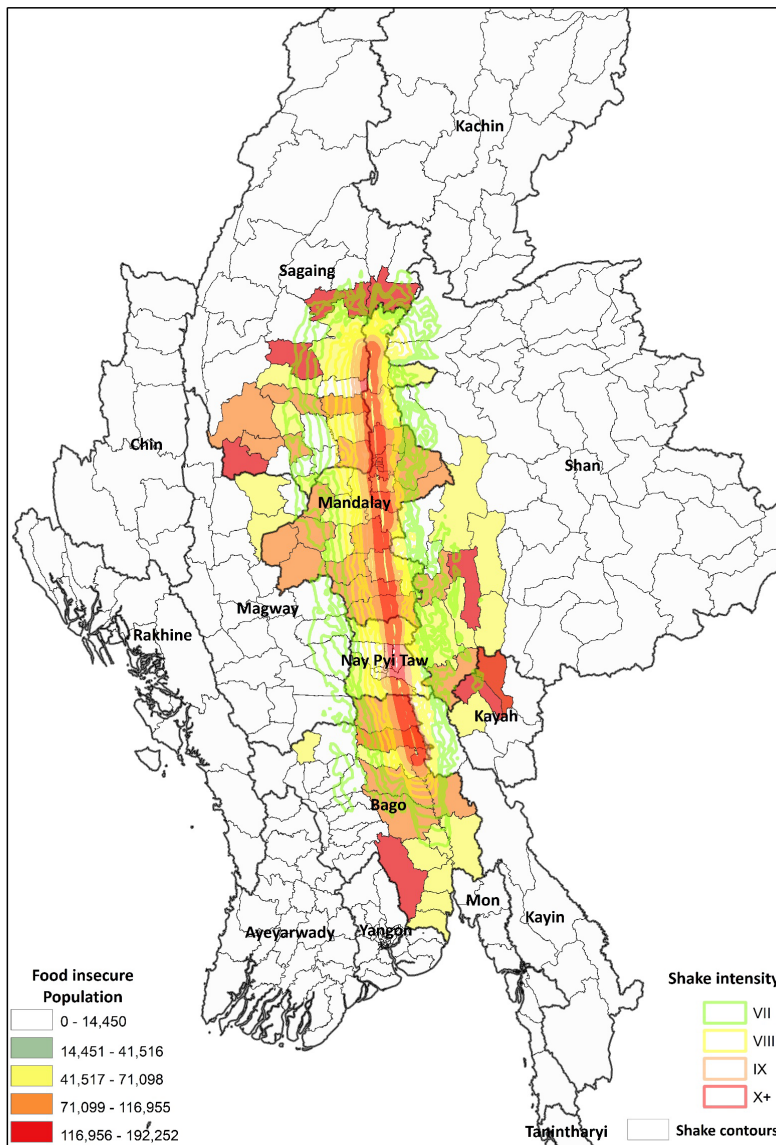 Kachin
Sagaing
Chin
Shan
Mandalay
Magway
Rakhine
Nay Pyi Taw
Kayah
Bago
Mon
Kayin
Ayeyarwady
Yangon
Tanintharyi
Food insecure
Population
0 - 14,450
14,451 - 41,516
41,517 - 71,098
71,099 - 116,955
116,956 - 192,252
Shake intensity
VII
VIII
IX
X+
Shake contours